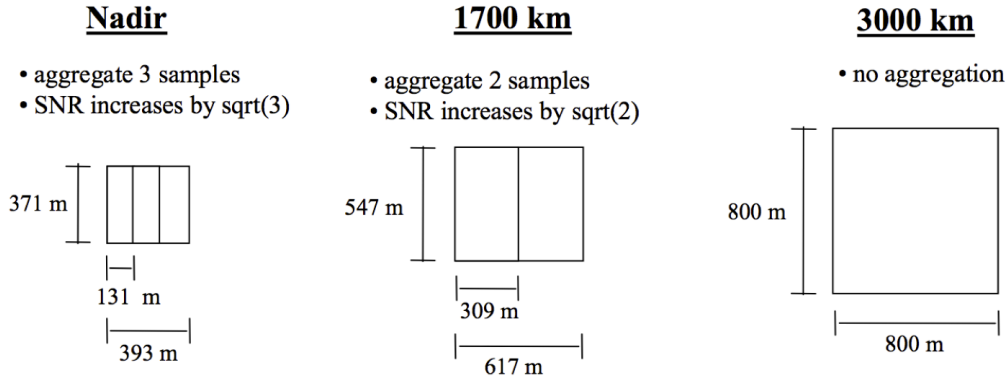 Nadir
• aggregate 3 samples
• SNR increases by sqrt(3)
371 m
131 m
393 m
1700 km
• aggregate 2 samples
• SNR increases by sqrt(2)
547 m
309 m
617 m
3000 km
• no aggregation
800 m
800 m